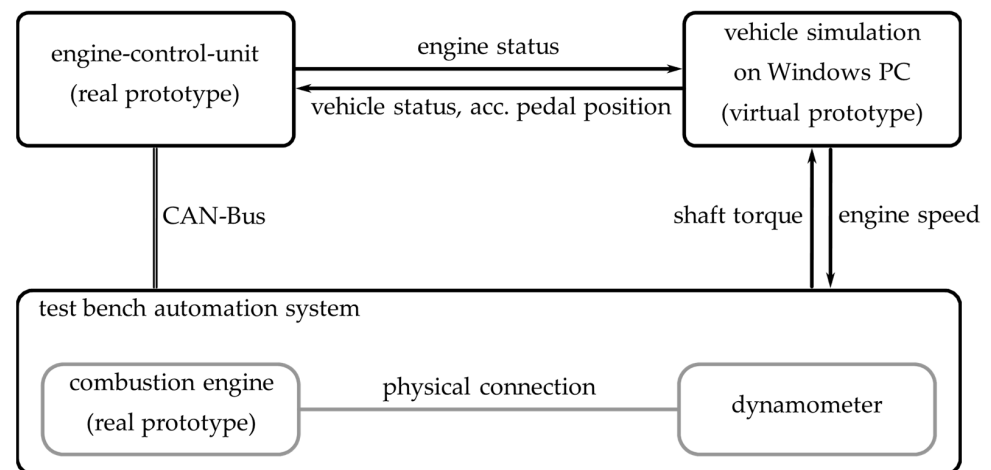 engine-control-unit
(real prototype)
engine status
vehicle status, acc. pedal position
vehicle simulation
on Windows PC
(virtual prototype)
CAN-Bus
shaft torque
engine speed
test bench automation system
combustion engine
(real prototype)
physical connection
dynamometer